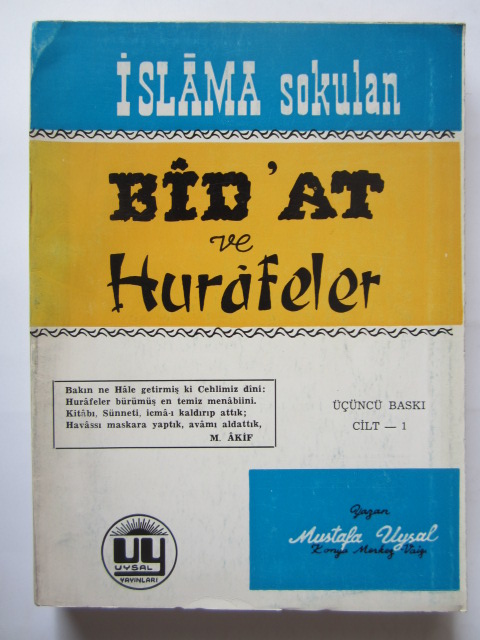 İSLÂMA sokulan
BİD'AT
ve
Hurâfeler
Bakın ne Hâle getirmiş ki Cehlimiz dîni:
Hurâfeler bürümüş en temiz menâbiini.
Kitâbı, Sünneti, icmâ-ı kaldırıp attık;
Havâssı maskara yaptık, avâmı aldattık,
M. ÂKİF
ÜÇÜNCÜ BASKI
CİLT — 1
Yazan
Mustafa Uysal
Konya Merkez Vaizi
UY
UYSAL
YAYINLARI